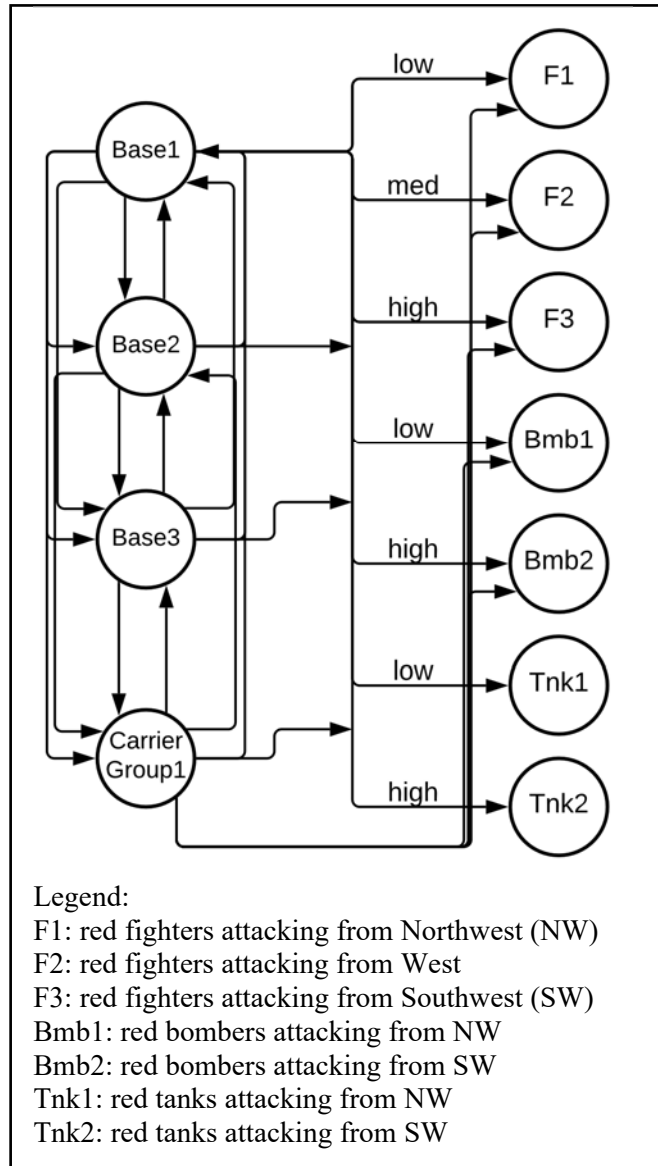 low
F1
Base1
med
F2
high
F3
Base2
low
Bmb1
Base3
high
Bmb2
low
Tnk1
Carrier
Group1
high
Tnk2
Legend:
F1: red fighters attacking from Northwest (NW)
F2: red fighters attacking from West
F3: red fighters attacking from Southwest (SW)
Bmb1: red bombers attacking from NW
Bmb2: red bombers attacking from SW
Tnk1: red tanks attacking from NW
Tnk2: red tanks attacking from SW